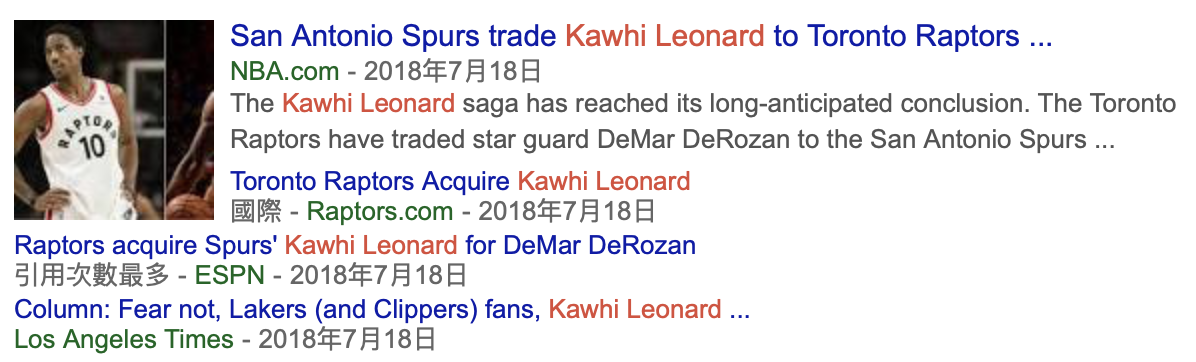 San Antonio Spurs trade Kawhi Leonard to Toronto Raptors ...
NBA.com - 2018年7月18日
The Kawhi Leonard saga has reached its long-anticipated conclusion. The Toronto
Raptors have traded star guard DeMar DeRozan to the San Antonio Spurs ...
RAPTORS
10
Toronto Raptors Acquire Kawhi Leonard
國際 - Raptors.com - 2018年7月18日
Raptors acquire Spurs' Kawhi Leonard for DeMar DeRozan
引用次數最多 - ESPN - 2018年7月18日
Column: Fear not, Lakers (and Clippers) fans, Kawhi Leonard ...
Los Angeles Times - 2018年7月18日